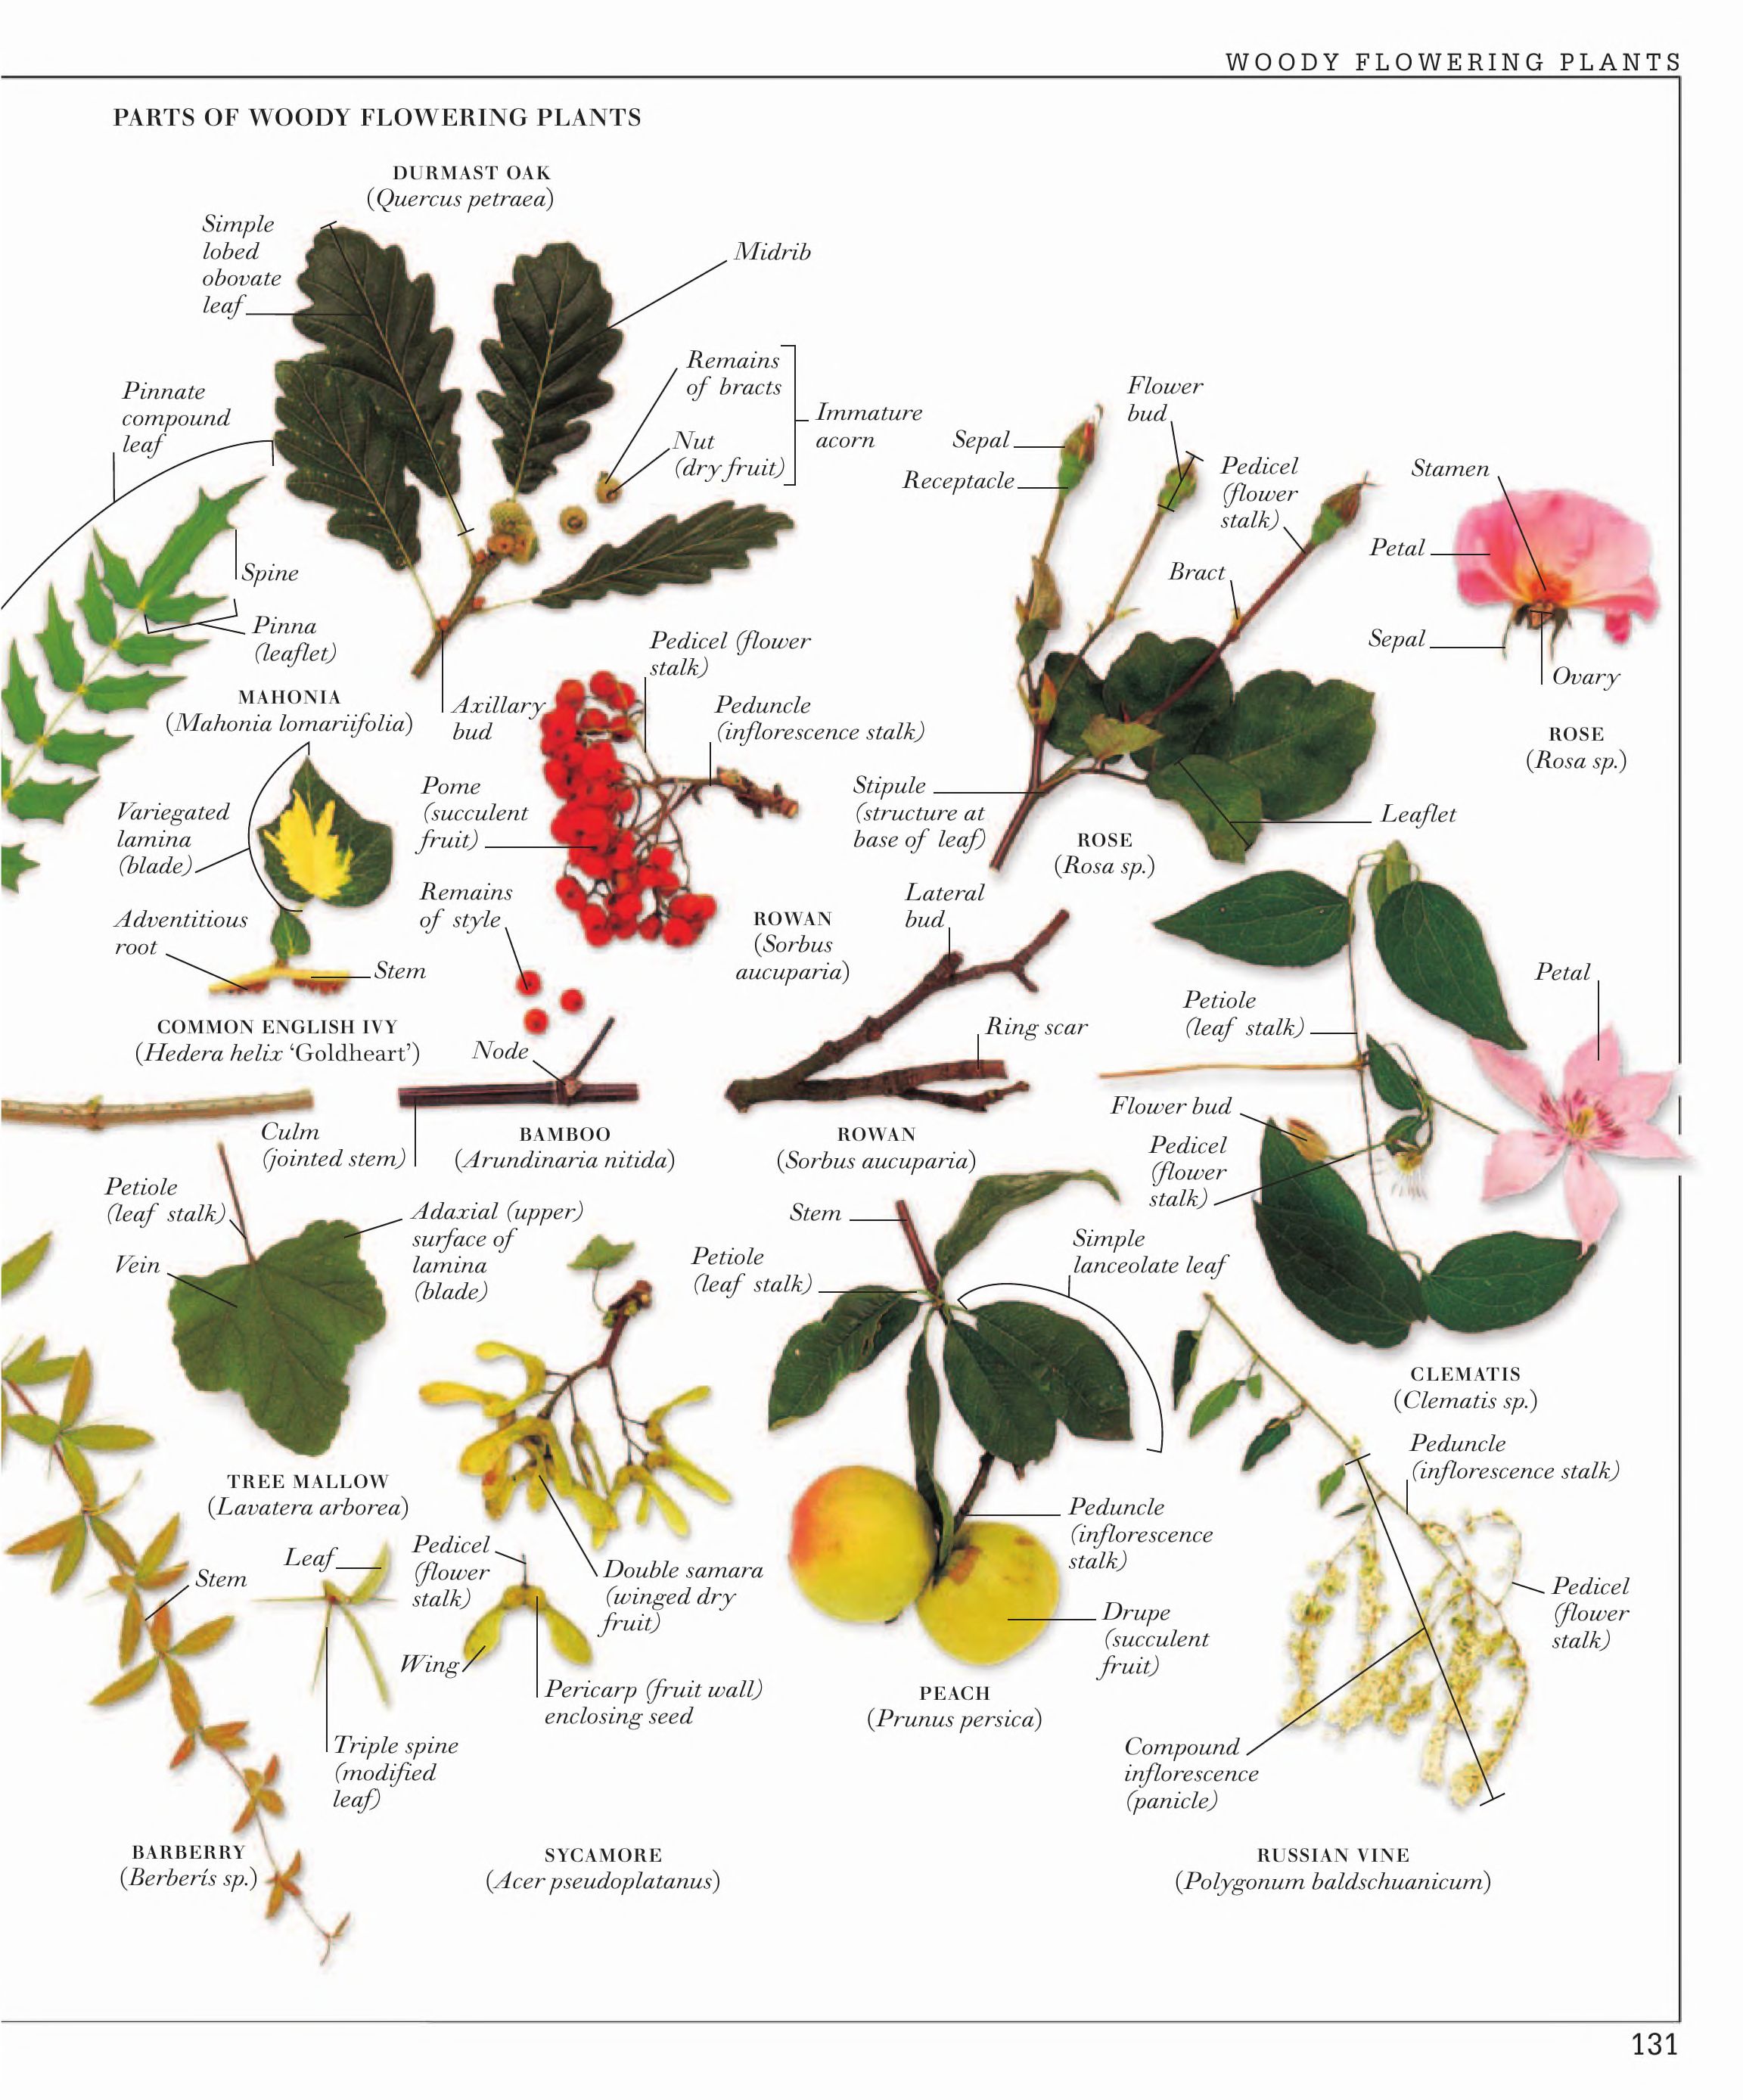 WOODY FLOWERING PLANTS
PARTS OF WOODY FLOWERING PLANTS
DURMAST OAK
(Quercus petraea)
Simple
lobed
obovate
leaf
Midrib
Remains
of bracts
Nut
(dry fruit)
Immature
acorn
Axillary
bud
Pinnate
compound
leaf
Spine
Pinna
(leaflet)
MAHONIA
(Mahonia lomariifolia)
Flower
bud
Sepal
Receptacle
Pedicel
(flower
stalk)
Bract
Stipule
(structure at
base of leaf)
Leaflet
ROSE
(Rosa sp.)
Stamen
Petal
Sepal
Ovary
ROSE
(Rosa sp.)
Pedicel (flower
stalk)
Peduncle
(inflorescence stalk)
Pome
(succulent
fruit)
Remains
of style
ROWAN
(Sorbus
aucuparia)
Variegated
lamina
(blade)
Adventitious
root
Stem
COMMON ENGLISH IVY
(Hedera helix ‘Goldheart’)
Node
Culm
(jointed stem)
BAMBOO
(Arundinaria nitida)
Lateral
bud
Ring scar
ROWAN
(Sorbus aucuparia)
Petal
Petiole
(leaf stalk)
Flower bud
Pedicel
(flower
stalk)
CLEMATIS
(Clematis sp.)
Petiole
(leaf stalk)
Vein
Adaxial (upper)
surface of
lamina
(blade)
TREE MALLOW
(Lavatera arborea)
Stem
Petiole
(leaf stalk)
Simple
lanceolate leaf
Peduncle
(inflorescence
stalk)
Drupe
(succulent
fruit)
PEACH
(Prunus persica)
Leaf
Stem
Triple spine
(modified
leaf)
BARBERRY
(Berberís sp.)
Pedicel
(flower
stalk)
Double samara
(winged dry
fruit)
Wing
Pericarp (fruit wall)
enclosing seed
SYCAMORE
(Acer pseudoplatanus)
Peduncle
(inflorescence stalk)
Pedicel
(flower
stalk)
Compound
inflorescence
(panicle)
RUSSIAN VINE
(Polygonum baldschuanicum)
131